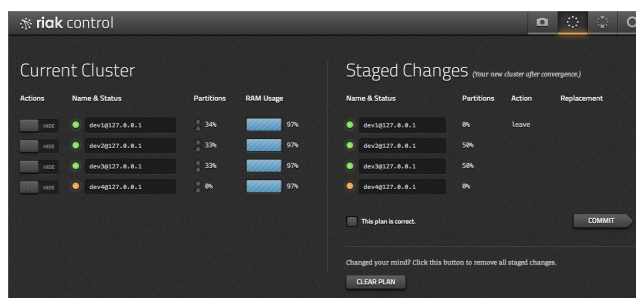 riak control
Current Cluster
Actions Name & Status Partitions RAM Usage
HIDE dev1@127.0.0.1 34% 97%
HIDE dev2@127.0.0.1 33% 97%
HIDE dev3@127.0.0.1 33% 97%
HIDE dev4@127.0.0.1 0% 97%
Staged Changes (Your new cluster after convergence.)
Name & Status Partitions Action Replacement
dev1@127.0.0.1 0% leave
dev2@127.0.0.1 50%
dev3@127.0.0.1 50%
dev4@127.0.0.1 0%
This plan is correct. COMMIT
Changed your mind? Click this button to remove all staged changes.
CLEAR PLAN